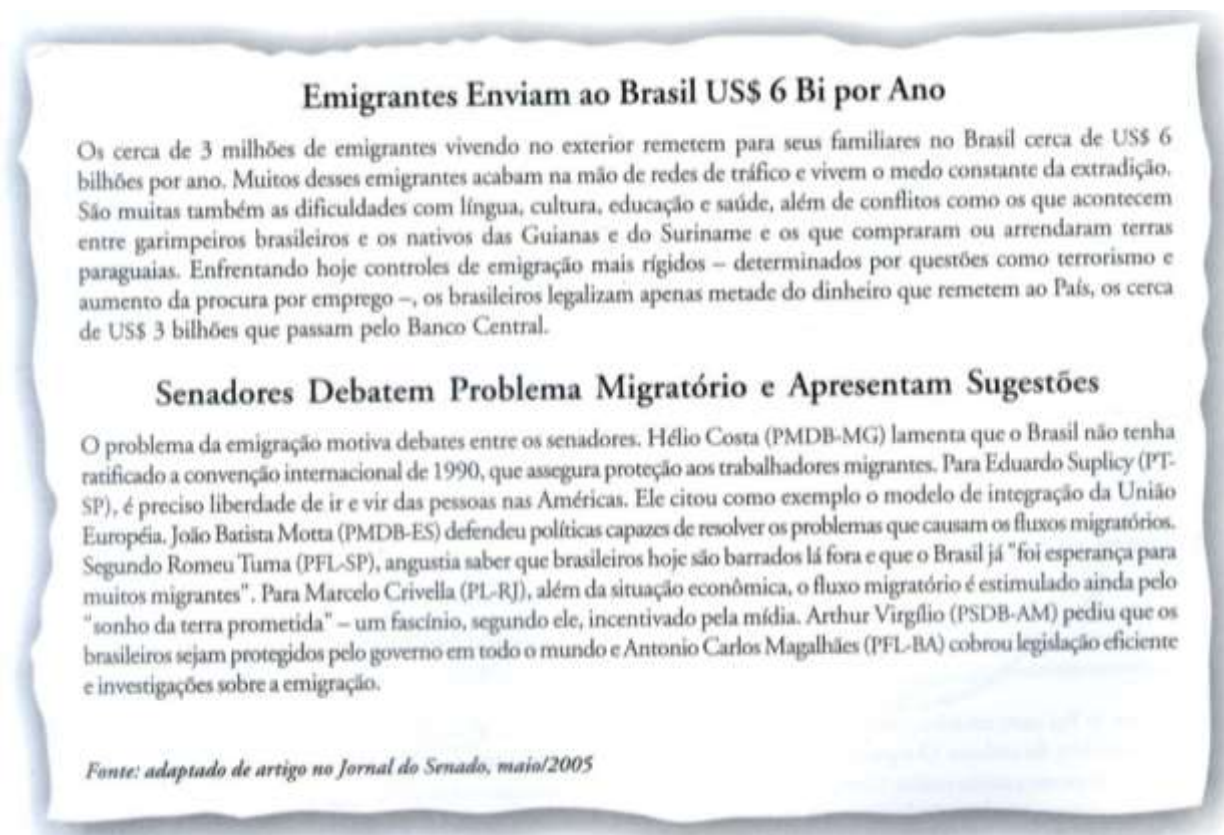 Emigrantes Enviam ao Brasil US$ 6 Bi por Ano
Os cerca de 3 milhões de emigrantes vivendo no exterior remetem para seus familiares no Brasil cerca de US$ 6
bilhões por ano. Muitos desses emigrantes acabam na mão de redes de tráfico e vivem o medo constante da extradição.
São muitas também as dificuldades com língua, cultura, educação e saúde, além de conflitos como os que acontecem
entre garimpeiros brasileiros e os nativos das Guianas e do Suriname e os que compraram ou arrendaram terras
paraguaias. Enfrentando hoje controles de emigração mais rígidos – determinados por questões como terrorismo e
aumento da procura por emprego –, os brasileiros legalizam apenas metade do dinheiro que remetem ao País, os cerca
de US$ 3 bilhões que passam pelo Banco Central.
Senadores Debatem Problema Migratório e Apresentam Sugestões
O problema da emigração motiva debates entre os senadores. Hélio Costa (PMDB-MG) lamenta que o Brasil não tenha
ratificado a convenção internacional de 1990, que assegura proteção aos trabalhadores migrantes. Para Eduardo Suplicy (PT-
SP), é preciso liberdade de ir e vir das pessoas nas Américas. Ele citou como exemplo o modelo de integração da União
Européia. João Batista Motta (PMDB-ES) defendeu políticas capazes de resolver os problemas que causam os fluxos migratórios.
Segundo Romeu Tuma (PFL-SP), angustia saber que brasileiros hoje são barrados lá fora e que o Brasil já "foi esperança para
muitos migrantes". Para Marcelo Crivella (PL-RJ), além da situação econômica, o fluxo migratório é estimulado ainda pelo
"sonho da terra prometida" – um fascínio, segundo ele, incentivado pela mídia. Arthur Virgílio (PSDB-AM) pediu que os
brasileiros sejam protegidos pelo governo em todo o mundo e Antonio Carlos Magalhães (PFL-BA) cobrou legislação eficiente
e investigações sobre a emigração.
Fonte: adaptado de artigo no Jornal do Senado, maio/2005